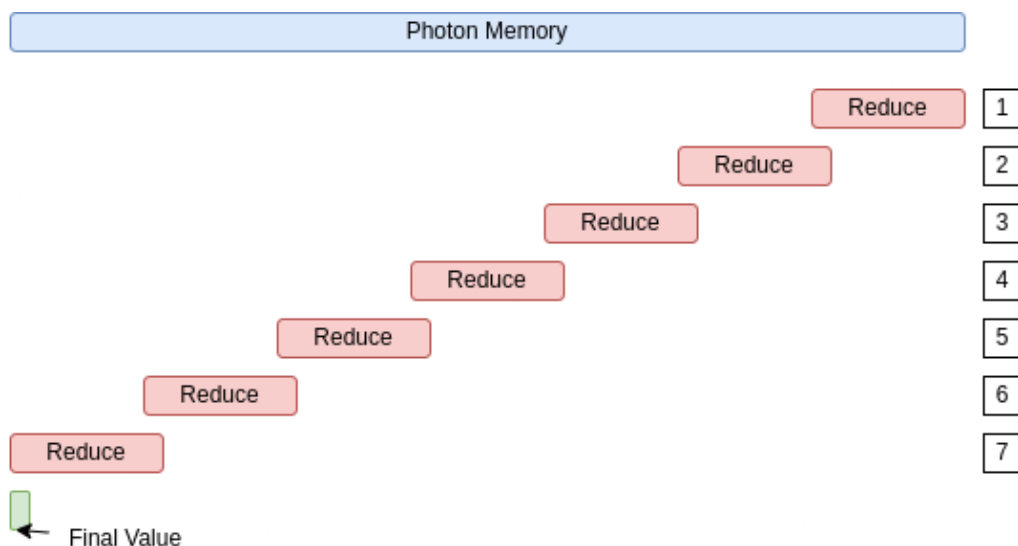 Photon Memory
Reduce 1
Reduce 2
Reduce 3
Reduce 4
Reduce 5
Reduce 6
Reduce 7
Final Value